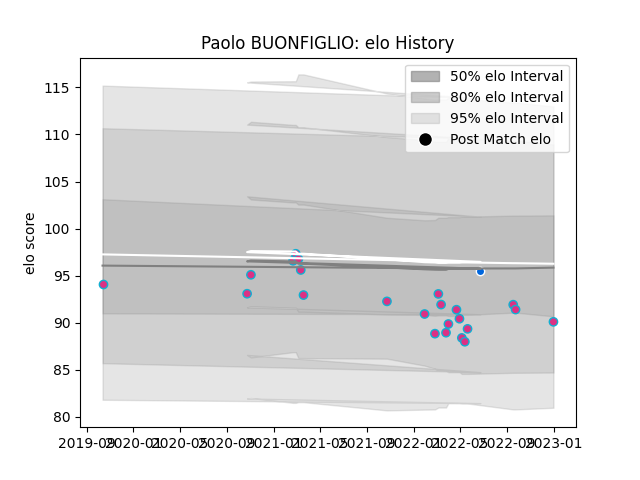 Paolo BUONFIGLIO: elo History
50% elo Interval
80% elo Interval
95% elo Interval
Post Match elo
elo score
115
110
105
100
95
90
85
80
2019-09 2020-01 2020-05 2020-09 2021-01 2021-05 2021-09 2022-01 2022-05 2022-09 2023-01